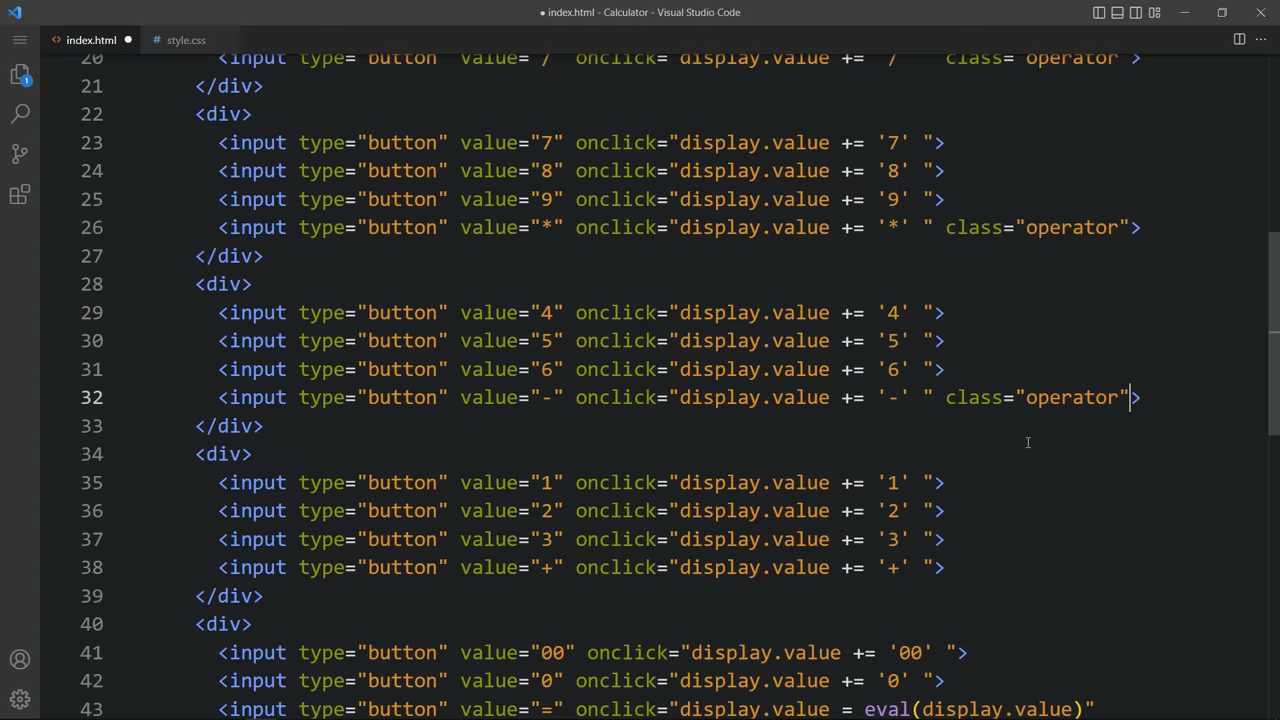 ● index.html - Calculator - Visual Studio Code
<> index.html ● # style.css
1
20 <input type="button" value="/" onclick="display.value += '/' " class="operator">
21 </div>
22 <div>
23 <input type="button" value="7" onclick="display.value += '7' ">
24 <input type="button" value="8" onclick="display.value += '8' ">
25 <input type="button" value="9" onclick="display.value += '9' ">
26 <input type="button" value="*" onclick="display.value += '*' " class="operator">
27 </div>
28 <div>
29 <input type="button" value="4" onclick="display.value += '4' ">
30 <input type="button" value="5" onclick="display.value += '5' ">
31 <input type="button" value="6" onclick="display.value += '6' ">
32 <input type="button" value="-" onclick="display.value += '-' " class="operator">
33 </div>
34 <div>
35 <input type="button" value="1" onclick="display.value += '1' ">
36 <input type="button" value="2" onclick="display.value += '2' ">
37 <input type="button" value="3" onclick="display.value += '3' ">
38 <input type="button" value="+" onclick="display.value += '+' ">
39 </div>
40 <div>
41 <input type="button" value="00" onclick="display.value += '00' ">
42 <input type="button" value="0" onclick="display.value += '0' ">
43 <input type="button" value="=" onclick="display.value = eval(display.value)"